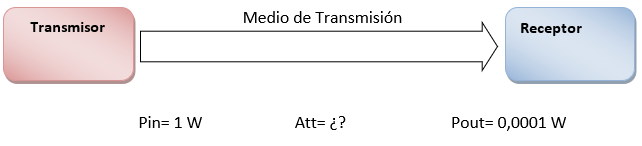 Medio de Transmisión
Transmisor
Receptor
Pin= 1 W
Att= ¿?
Pout= 0,0001 W